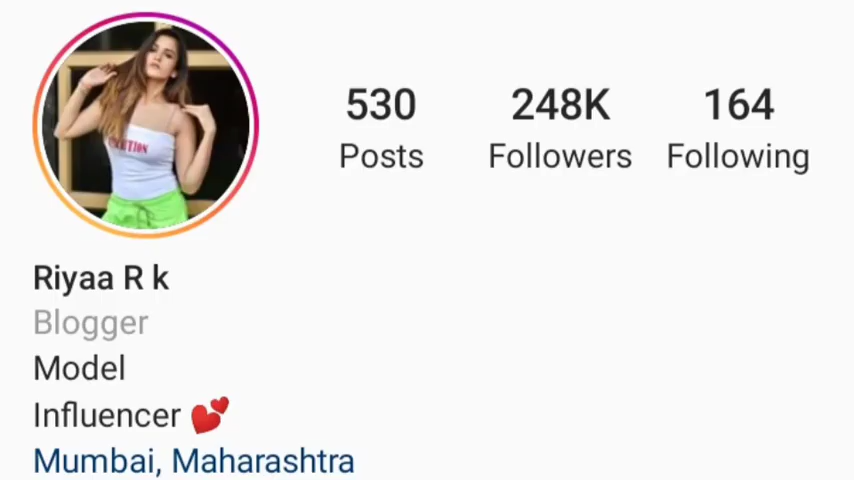 530 248K 164
Posts Followers Following
Riyaa R k
Blogger
Model
Influencer 💕
Mumbai, Maharashtra